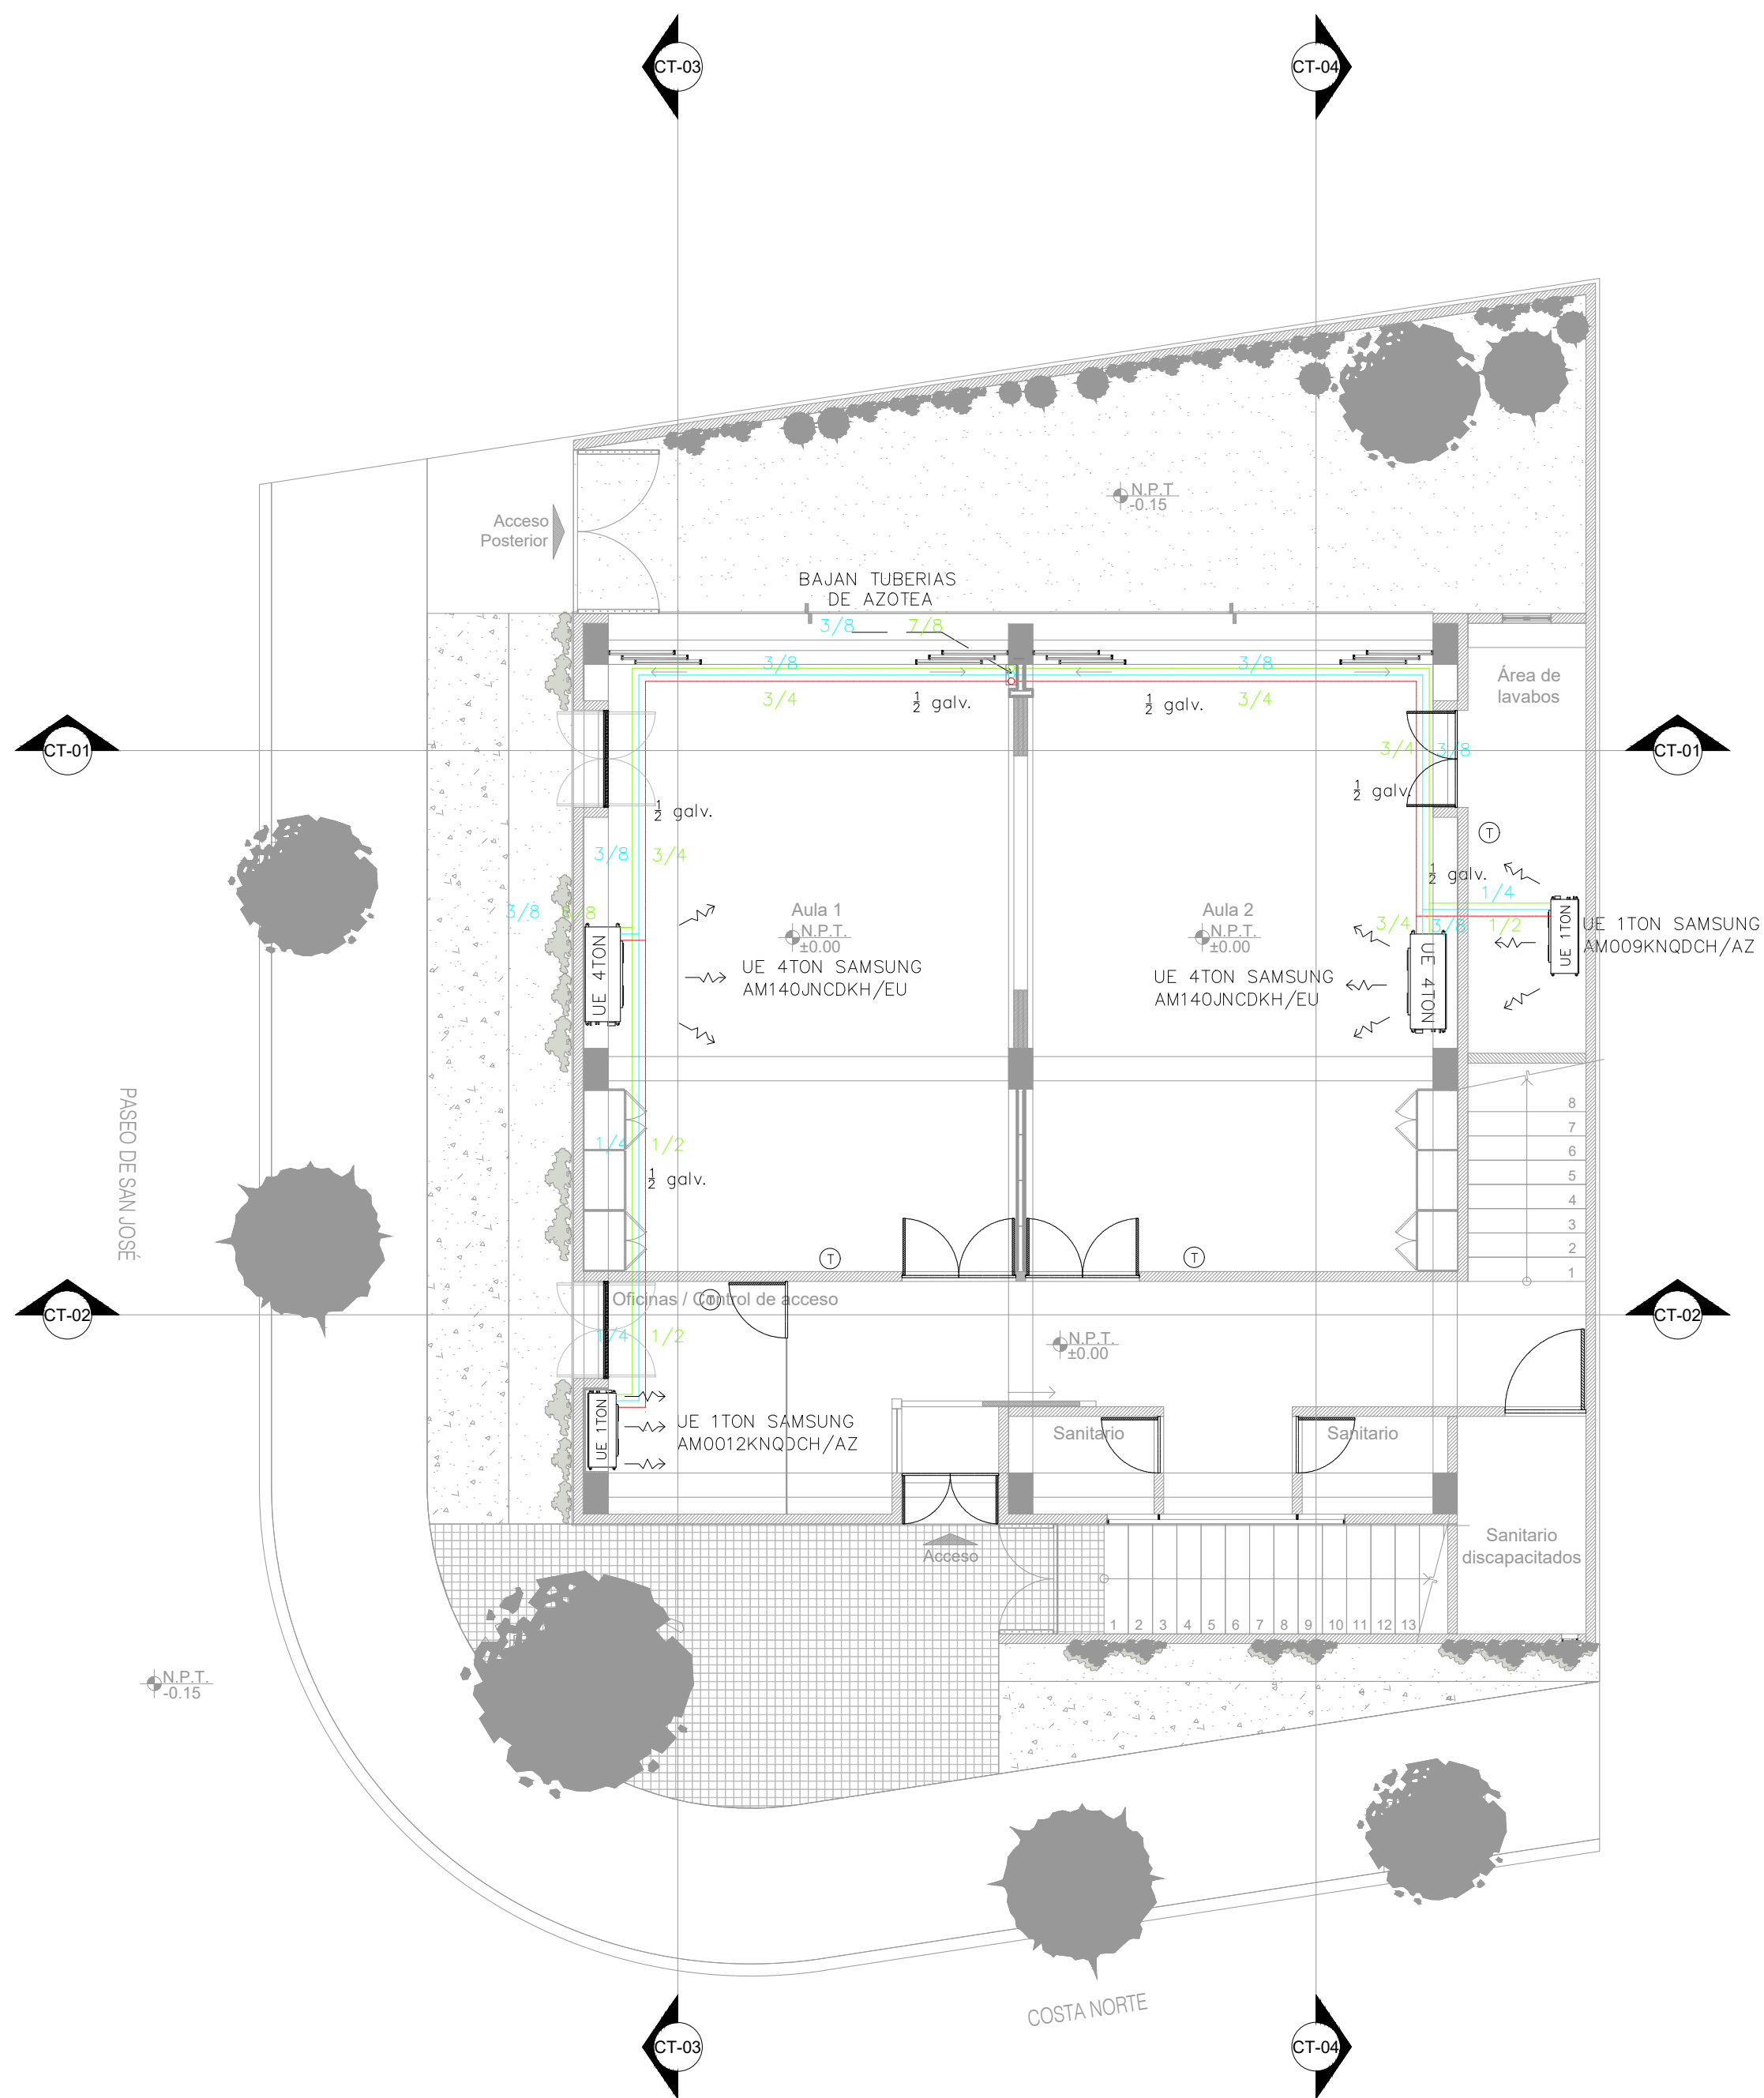 CT-03
CT-04
N.P.T
-0.15
Acceso
Posterior
BAJAN TUBERIAS
DE AZOTEA
3/8
7/8
3/8
3/8
3/4
1/2 galv.
1/2 galv.
3/4
Área de
lavabos
CT-01
3/4
3/8
CT-01
1/2 galv.
1/2 galv.
T
3/8
3/4
1/2 galv.
1/4
3/8
Aula 1
N.P.T.
±0.00
Aula 2
N.P.T.
±0.00
3/4
3/8
1/2
UE 1TON
UE 1TON SAMSUNG
AM009KNQDCH/AZ
UE 4TON
UE 4TON SAMSUNG
AM140JNCDKH/EU
UE 4TON SAMSUNG
AM140JNCDKH/EU
UE 4TON
PASEO DE SAN JOSÉ
8
7
6
5
4
3
2
1
1/4
1/2
1/2 galv.
T
T
Oficinas / Control de acceso
T
CT-02
1/4
1/2
N.P.T.
±0.00
CT-02
UE 1TON
UE 1TON SAMSUNG
AM0012KNQDCH/AZ
Sanitario
Sanitario
Acceso
Sanitario
discapacitados
1 2 3 4 5 6 7 8 9 10 11 12 13
N.P.T.
-0.15
COSTA NORTE
CT-03
CT-04